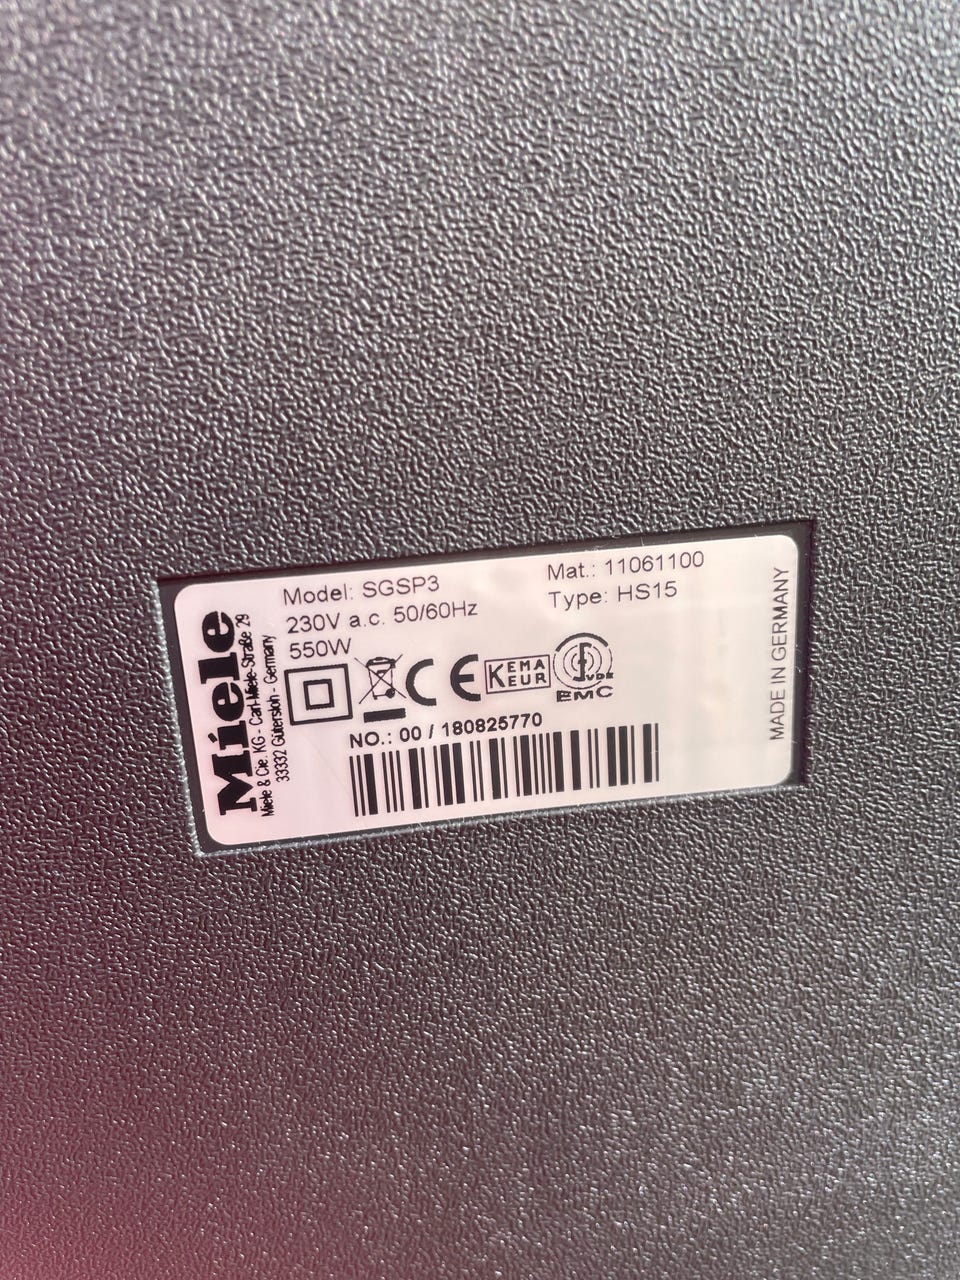 Miele
Miele & Cie. KG - Carl-Miele-Straße 29
33332 Gütersloh - Germany
Model: SGSP3
Mat.: 11061100
230V a.c. 50/60Hz
Type: HS15
550W
CE
KEMA
KEUR
VDE
EMC
NO.: 00 / 180825770
MADE IN GERMANY